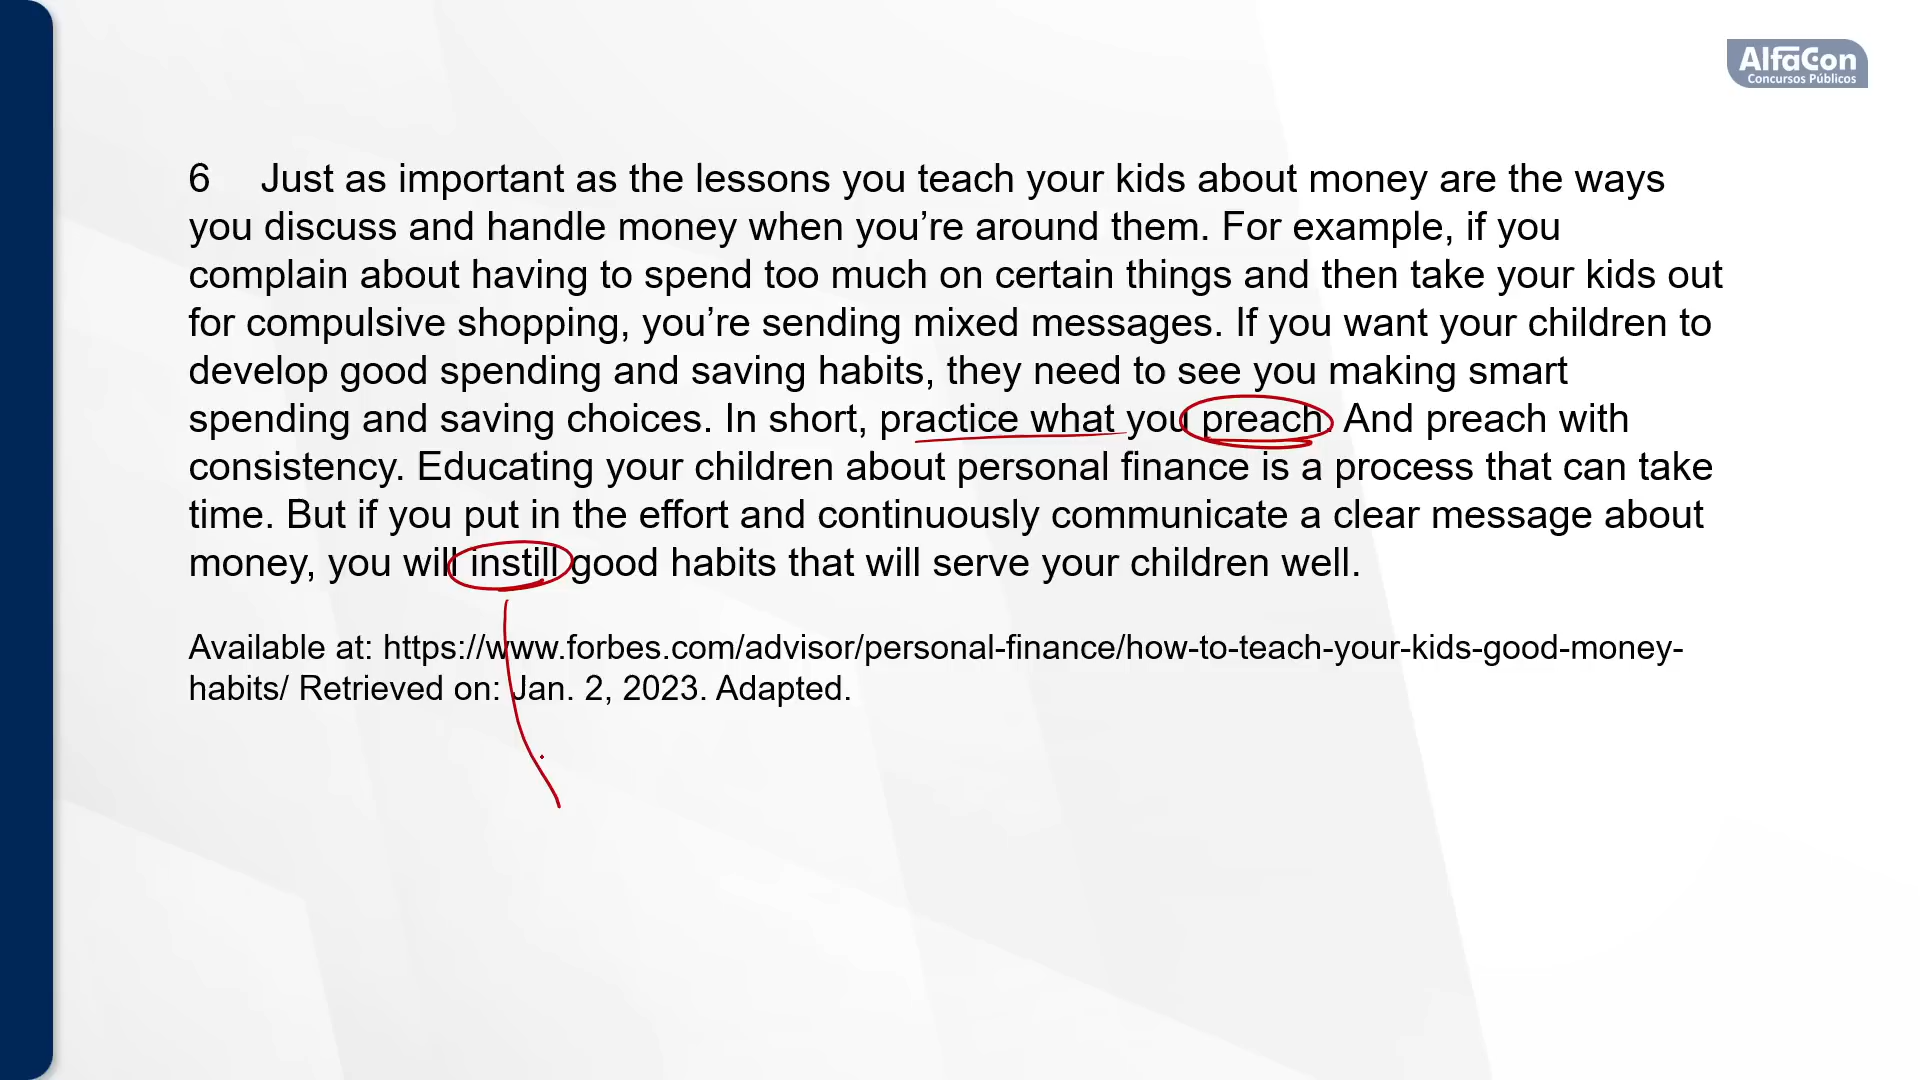 AlfaCon
Concursos Públicos
6 Just as important as the lessons you teach your kids about money are the ways
you discuss and handle money when you’re around them. For example, if you
complain about having to spend too much on certain things and then take your kids out
for compulsive shopping, you’re sending mixed messages. If you want your children to
develop good spending and saving habits, they need to see you making smart
spending and saving choices. In short, practice what you preach. And preach with
consistency. Educating your children about personal finance is a process that can take
time. But if you put in the effort and continuously communicate a clear message about
money, you will instill good habits that will serve your children well.
Available at: https://www.forbes.com/advisor/personal-finance/how-to-teach-your-kids-good-money-
habits/ Retrieved on: Jan. 2, 2023. Adapted.